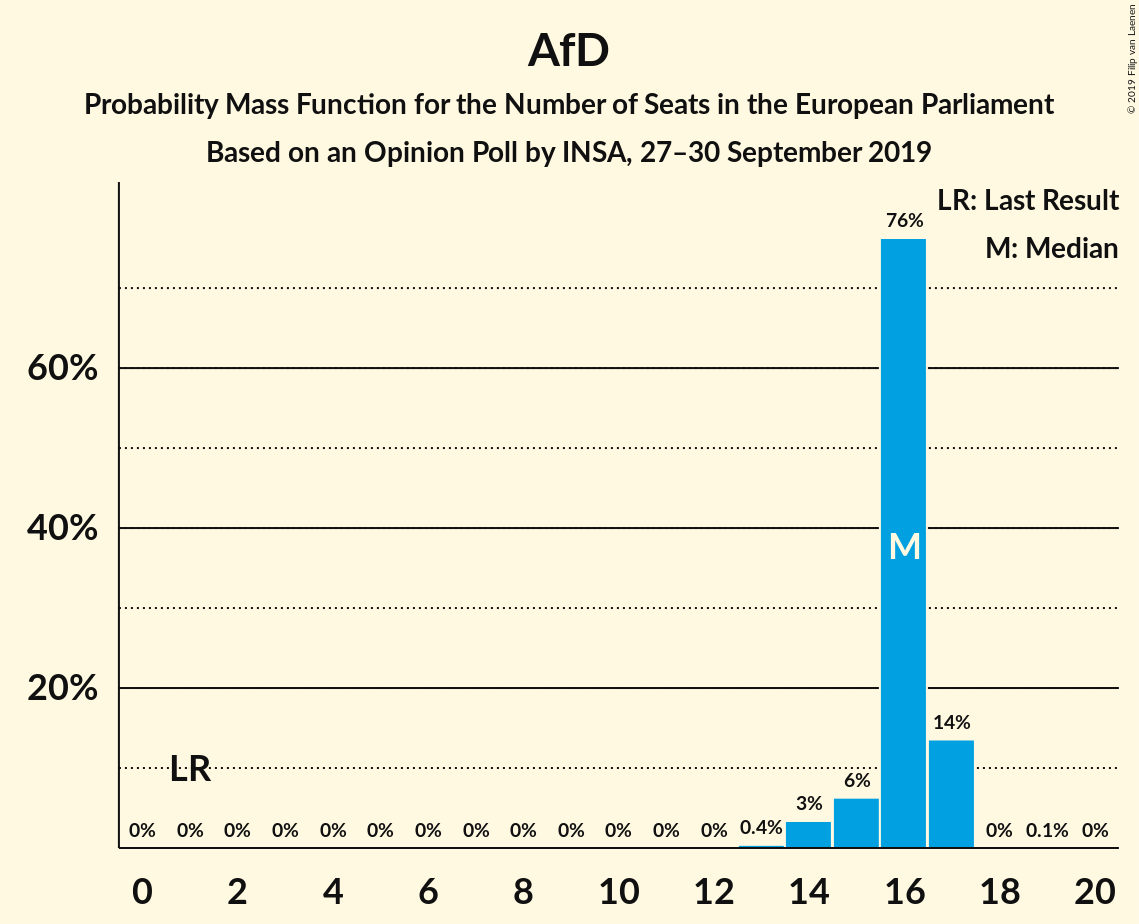 © 2019 Filip van Laenen
AfD
Probability Mass Function for the Number of Seats in the European Parliament
Based on an Opinion Poll by INSA, 27–30 September 2019
LR: Last Result
M: Median
76%
60%
40%
M
20%
14%
LR
6%
3%
0% 0% 0% 0% 0% 0% 0% 0% 0% 0% 0% 0% 0% 0.4% 0% 0.1% 0%
0 2 4 6 8 10 12 14 16 18 20